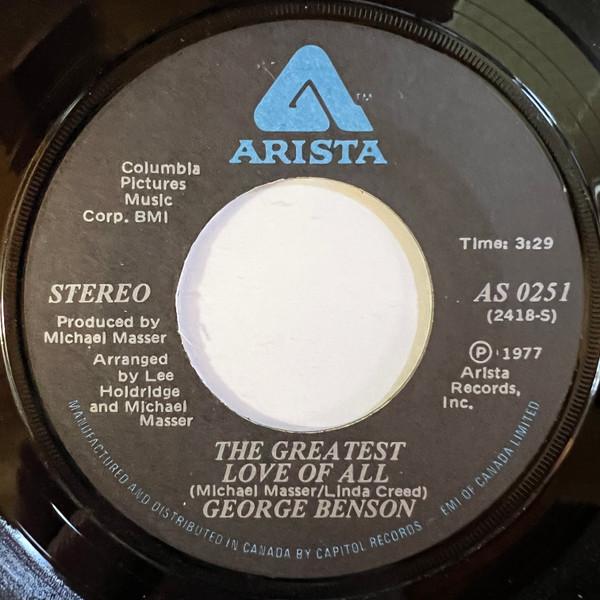 ARISTA
TM
Columbia
Pictures
Music
Corp. BMI
Time: 3:29
STEREO
AS 0251
(2418-S)
Produced by
Michael Masser
Arranged
by Lee
Holdridge
and Michael
Masser
Ⓟ 1977
Arista
Records,
Inc.
THE GREATEST
LOVE OF ALL
(Michael Masser/Linda Creed)
GEORGE BENSON
MANUFACTURED AND DISTRIBUTED IN CANADA BY CAPITOL RECORDS EMI OF CANADA LIMITED